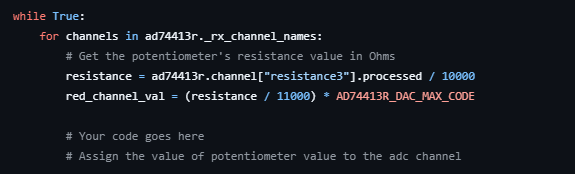 while True:
    for channels in ad74413r._rx_channel_names:
        # Get the potentiometer's resistance value in Ohms
        resistance = ad74413r.channel["resistance3"].processed / 10000
        red_channel_val = (resistance / 11000) * AD74413R_DAC_MAX_CODE

        # Your code goes here
        # Assign the value of potentiometer value to the adc channel